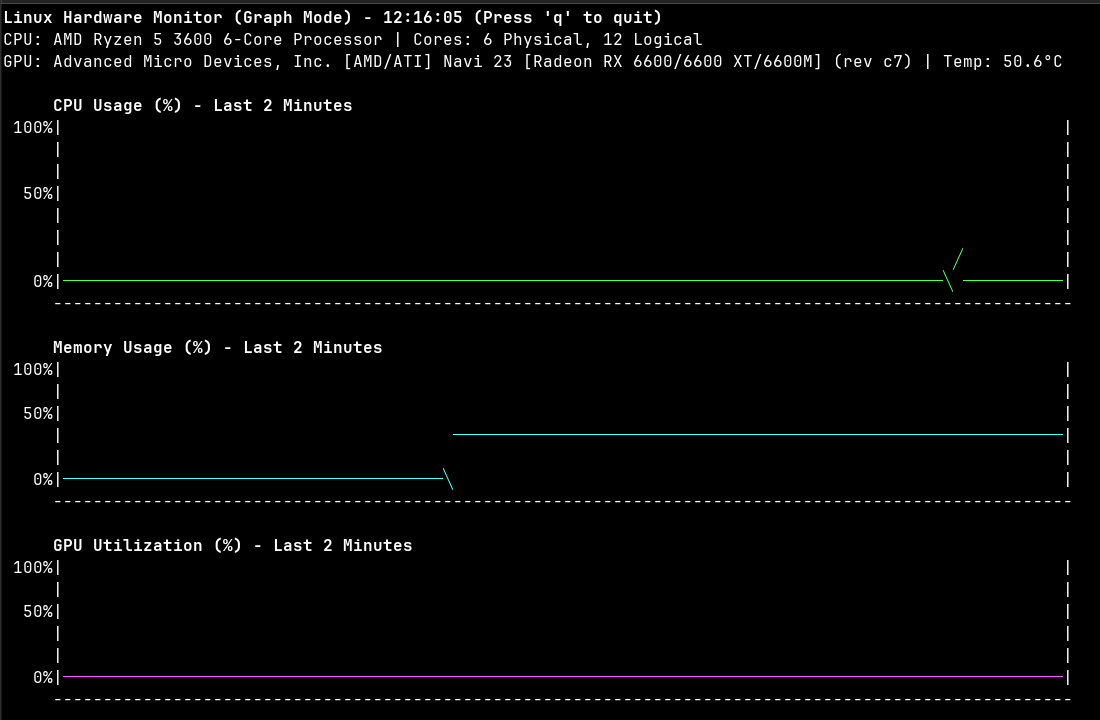 Linux Hardware Monitor (Graph Mode) - 12:16:05 (Press 'q' to quit)
CPU: AMD Ryzen 5 3600 6-Core Processor | Cores: 6 Physical, 12 Logical
GPU: Advanced Micro Devices, Inc. [AMD/ATI] Navi 23 [Radeon RX 6600/6600 XT/6600M] (rev c7) | Temp: 50.6°C
CPU Usage (%) - Last 2 Minutes
100%
50%
0%
Memory Usage (%) - Last 2 Minutes
100%
50%
0%
GPU Utilization (%) - Last 2 Minutes
100%
50%
0%